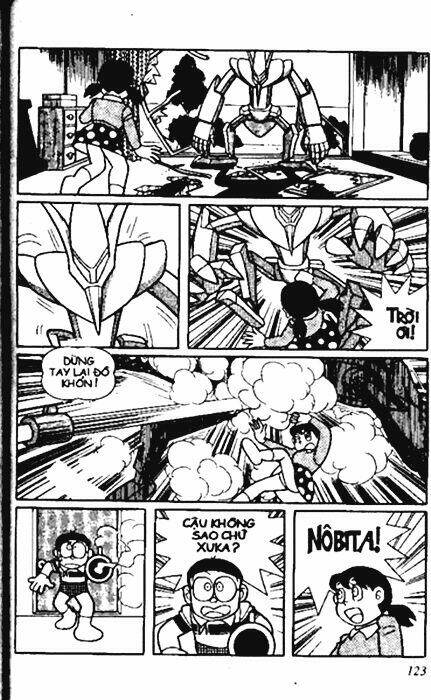 TRỜI
ƠI!
DỪNG
TAY LẠI ĐỒ
KHỐN!
CẬU KHÔNG
SAO CHỨ
XUKA?
NÔBITA!
123